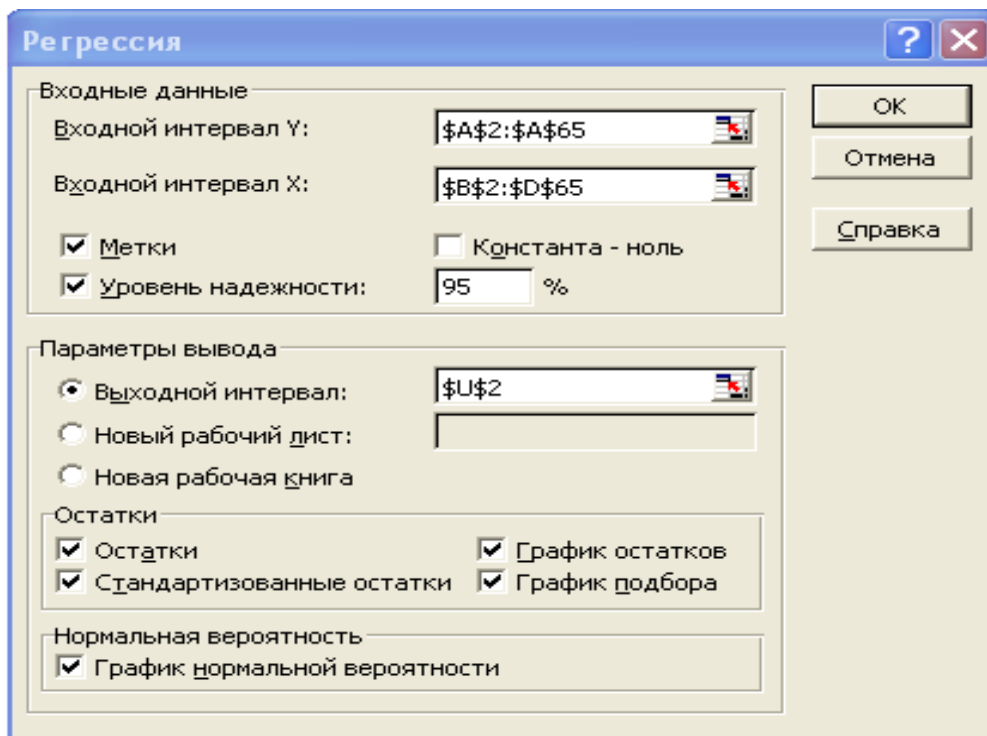 Регрессия
Входные данные
Входной интервал Y: $A$2:$A$65
Входной интервал X: $B$2:$D$65
Метки Константа - ноль
Уровень надежности: 95 %
OK
Отмена
Справка
Параметры вывода
Выходной интервал: $U$2
Новый рабочий лист:
Новая рабочая книга
Остатки
Остатки График остатков
Стандартизованные остатки График подбора
Нормальная вероятность
График нормальной вероятности